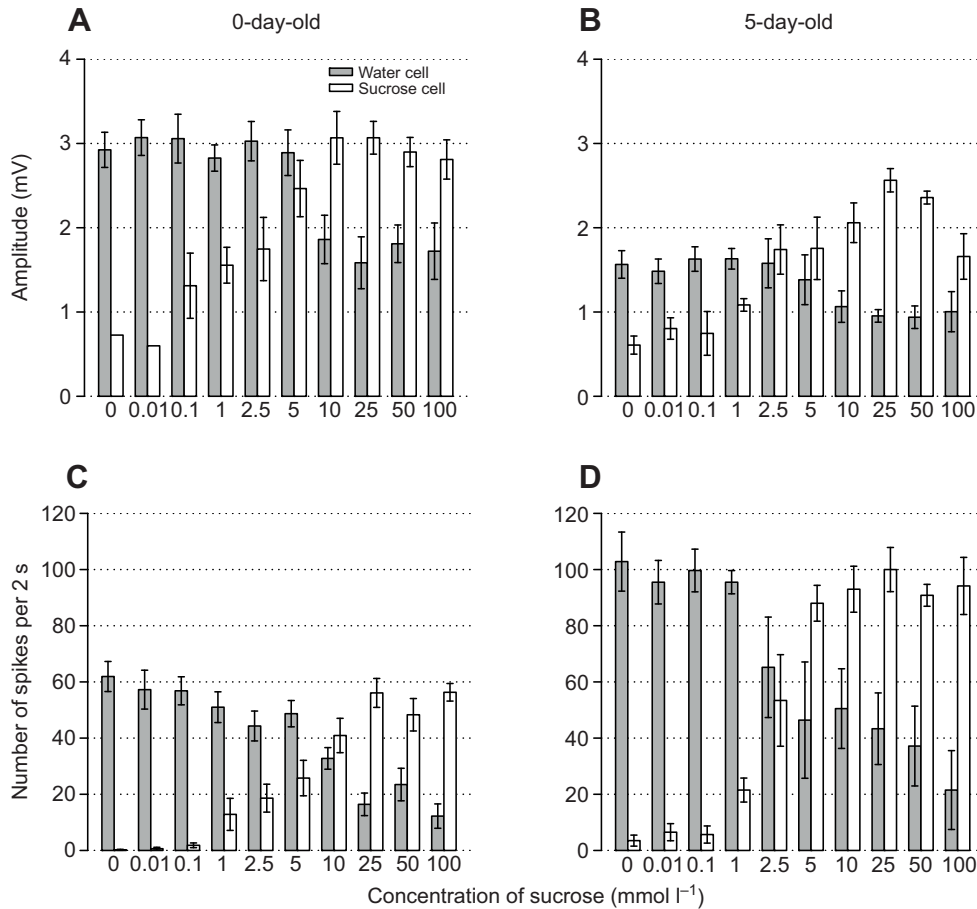 A 0-day-old
B 5-day-old
Amplitude (mV)
4
3
2
1
0
Water cell
Sucrose cell
0 0.01 0.1 1 2.5 5 10 25 50 100
4
3
2
1
0
0 0.01 0.1 1 2.5 5 10 25 50 100
C
Number of spikes per 2 s
120
100
80
60
40
20
0
0 0.01 0.1 1 2.5 5 10 25 50 100
D
120
100
80
60
40
20
0
0 0.01 0.1 1 2.5 5 10 25 50 100
Concentration of sucrose (mmol l⁻¹)